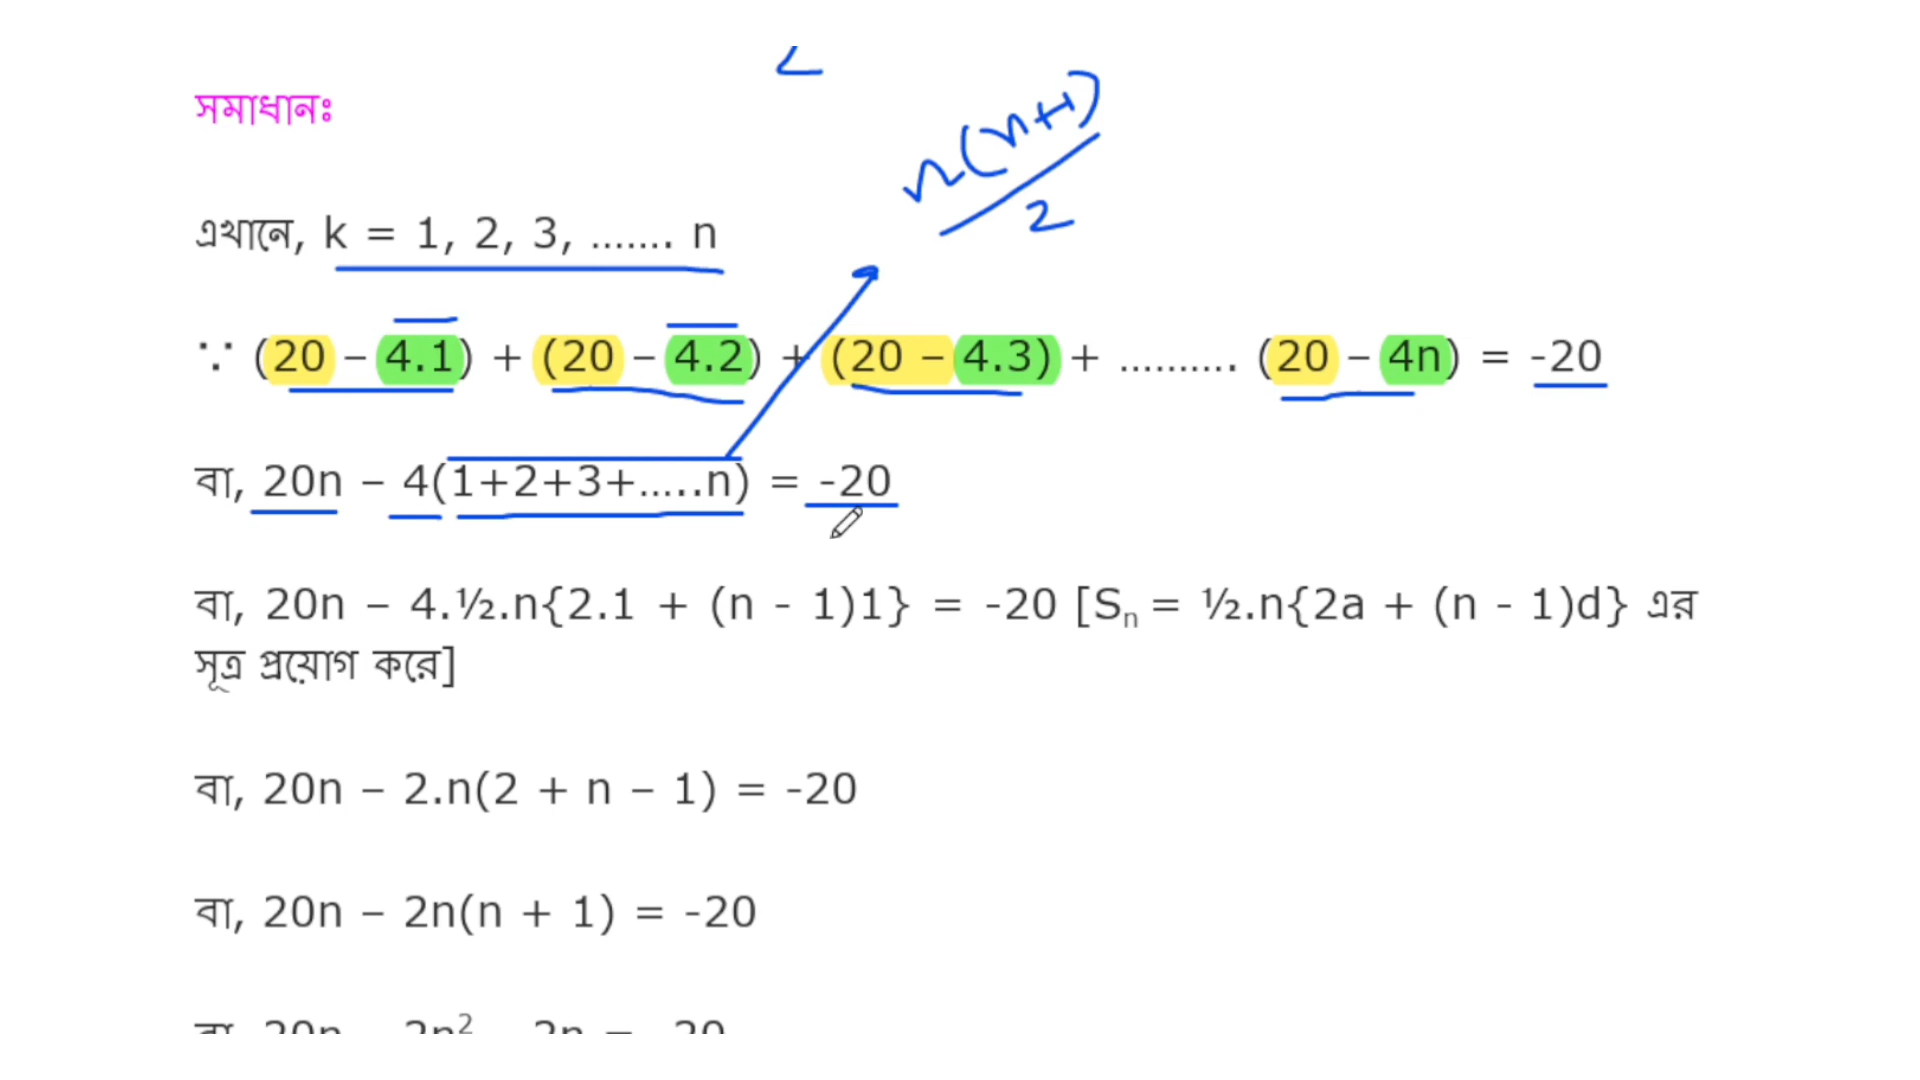 সমাধানঃ
n(n+1)
2
এখানে, k = 1, 2, 3, ....... n
∵ (20 – 4.1) + (20 – 4.2) + (20 – 4.3) + .......... (20 – 4n) = -20
বা, 20n – 4(1+2+3+.....n) = -20
বা, 20n – 4.½.n{2.1 + (n - 1)1} = -20 [Sₙ = ½.n{2a + (n - 1)d} এর
সূত্র প্রয়োগ করে]
বা, 20n – 2.n(2 + n – 1) = -20
বা, 20n – 2n(n + 1) = -20